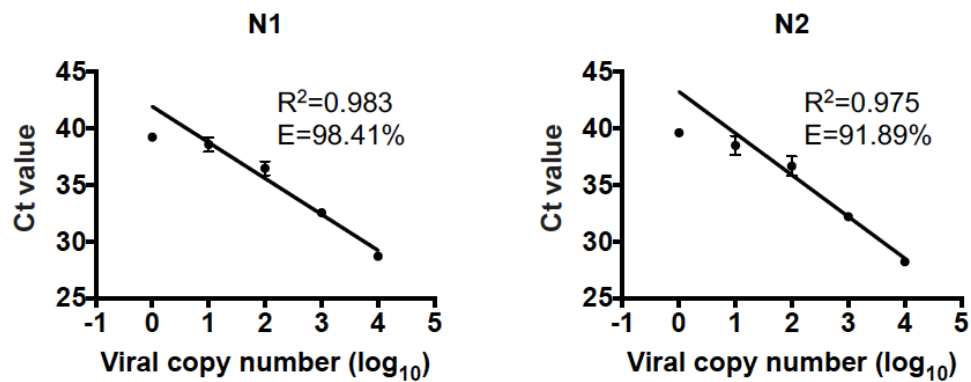 N1
45
40
35
30
25
Ct value
R²=0.983
E=98.41%
-1 0 1 2 3 4 5
Viral copy number (log₁₀)
N2
45
40
35
30
25
Ct value
R²=0.975
E=91.89%
-1 0 1 2 3 4 5
Viral copy number (log₁₀)